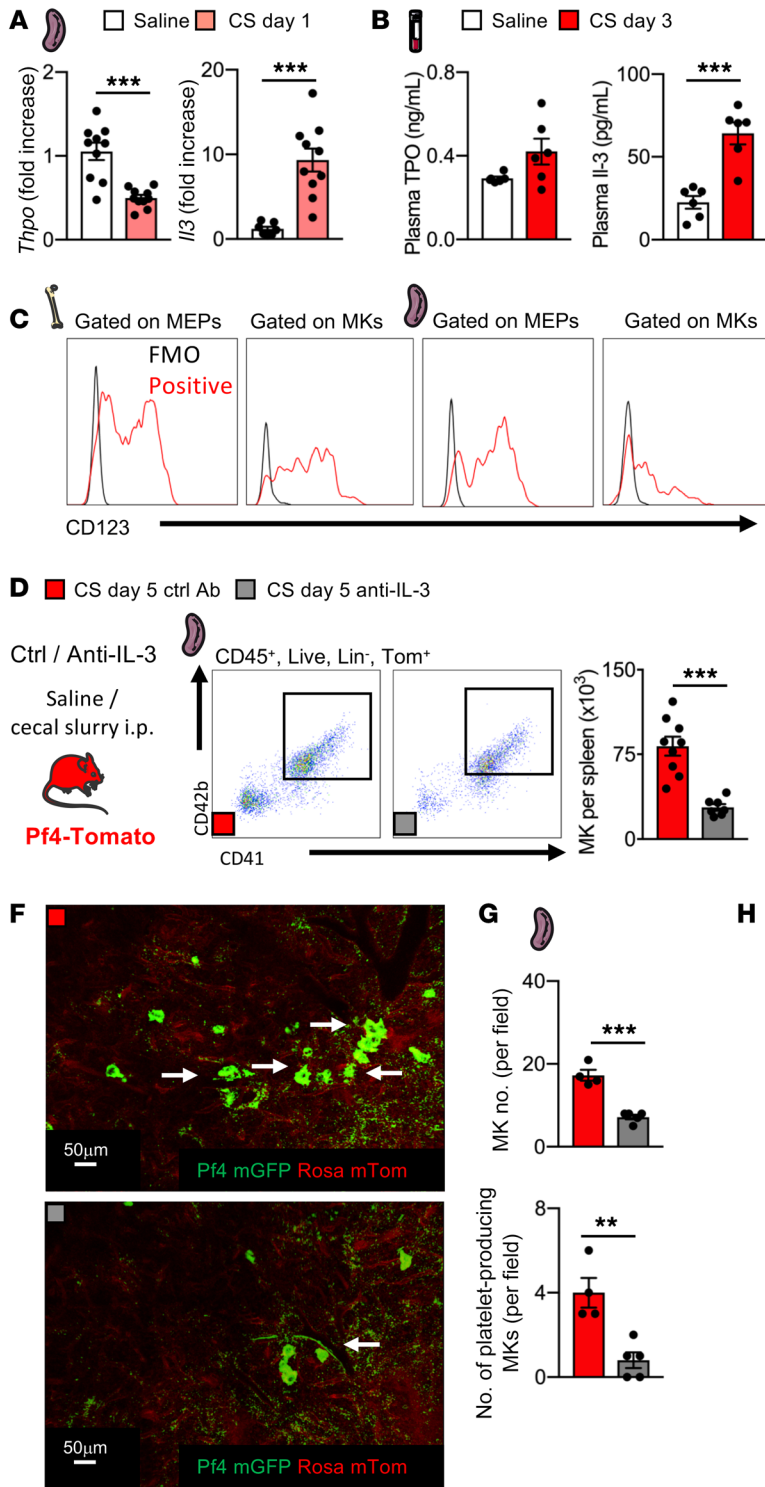 A
Saline CS day 1
Thpo (fold increase)
2
1
0
***
Il3 (fold increase)
20
10
0
***
B
Saline CS day 3
Plasma TPO (ng/mL)
0.8
0.4
0.0
Plasma Il-3 (pg/mL)
100
50
0
***
C
Gated on MEPs
Gated on MKs
Gated on MEPs
Gated on MKs
FMO
Positive
CD123
D
CS day 5 ctrl Ab CS day 5 anti-IL-3
Ctrl / Anti-IL-3
Saline /
cecal slurry i.p.
Pf4-Tomato
CD45+, Live, Lin-, Tom+
CD42b
CD41
MK per spleen (x10³)
150
75
0
***
F
50μm
Pf4 mGFP Rosa mTom
50μm
Pf4 mGFP Rosa mTom
G
MK no. (per field)
40
20
0
***
No. of platelet-producing
MKs (per field)
8
4
0
**
H